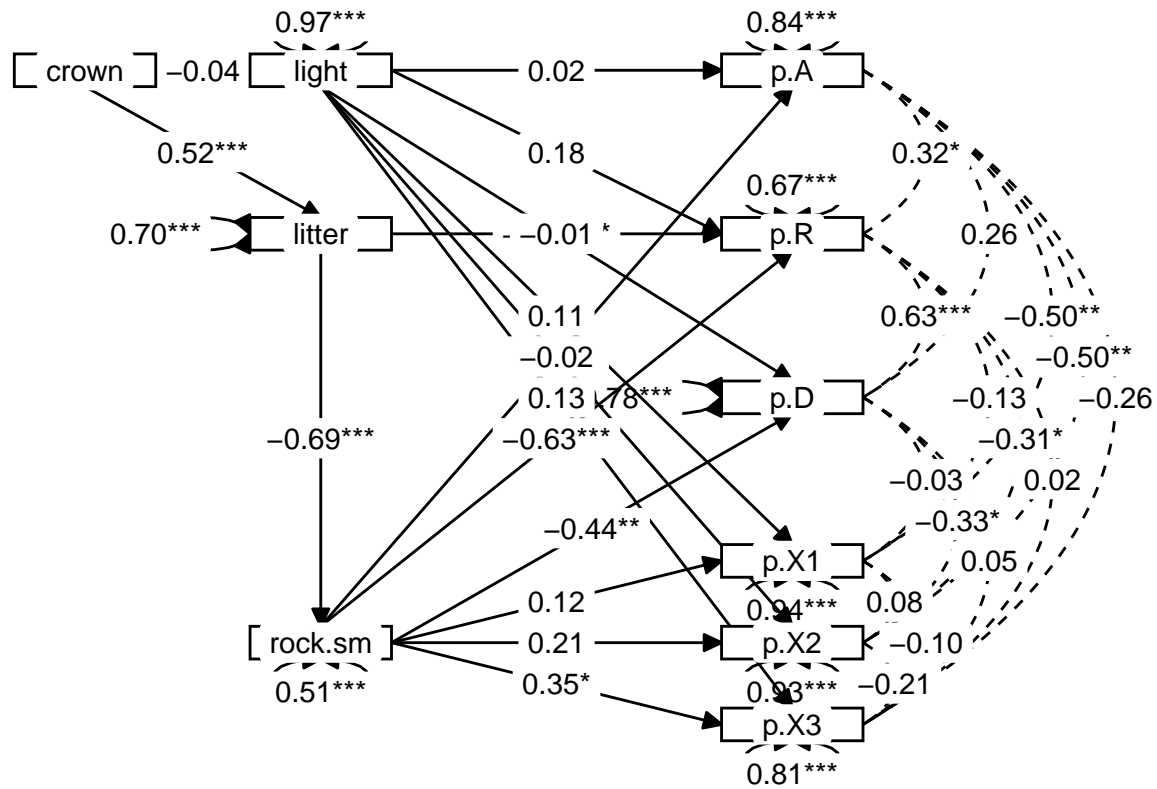 0.97*** 0.84***
crown −0.04 light 0.02 p.A
0.52*** 0.18 0.32*
0.67***
0.70*** litter −0.01 * p.R 0.26
0.11 0.63*** −0.50**
−0.02 −0.50**
0.13 .78*** p.D −0.13 −0.26
−0.69*** −0.63*** −0.31*
−0.03 0.02
−0.44** −0.33*
p.X1 0.05
0.12 0.94*** 0.08
rock.sm 0.21 p.X2 −0.10
0.51*** 0.35* 0.93*** −0.21
p.X3
0.81***